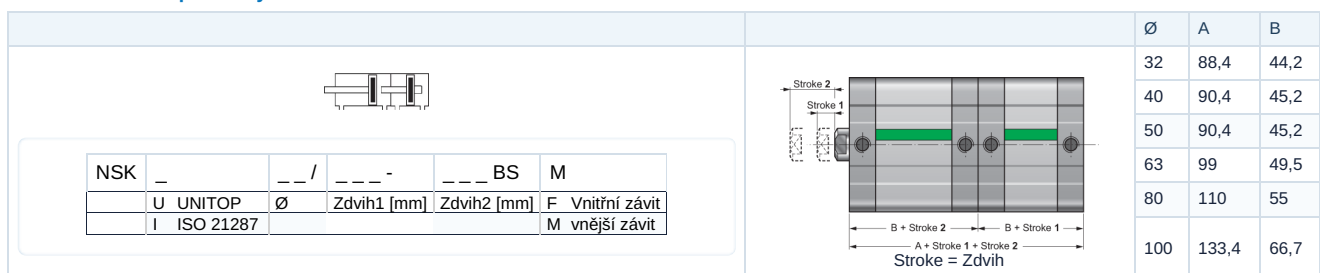 Ø A B
32 88,4 44,2
40 90,4 45,2
50 90,4 45,2
63 99 49,5
80 110 55
100 133,4 66,7
NSK _ _ _ / _ _ _ - _ _ _ BS M
U UNITOP Ø Zdvih1 [mm] Zdvih2 [mm] F Vnitřní závit
I ISO 21287 M vnější závit
Stroke 2
Stroke 1
B + Stroke 2 B + Stroke 1
A + Stroke 1 + Stroke 2
Stroke = Zdvih